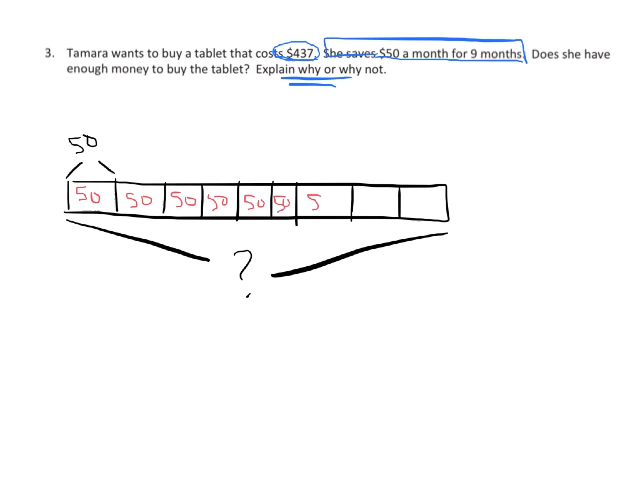 3. Tamara wants to buy a tablet that costs $437. She saves $50 a month for 9 months. Does she have
enough money to buy the tablet? Explain why or why not.
50
50 50 50 50 50 50 5
?